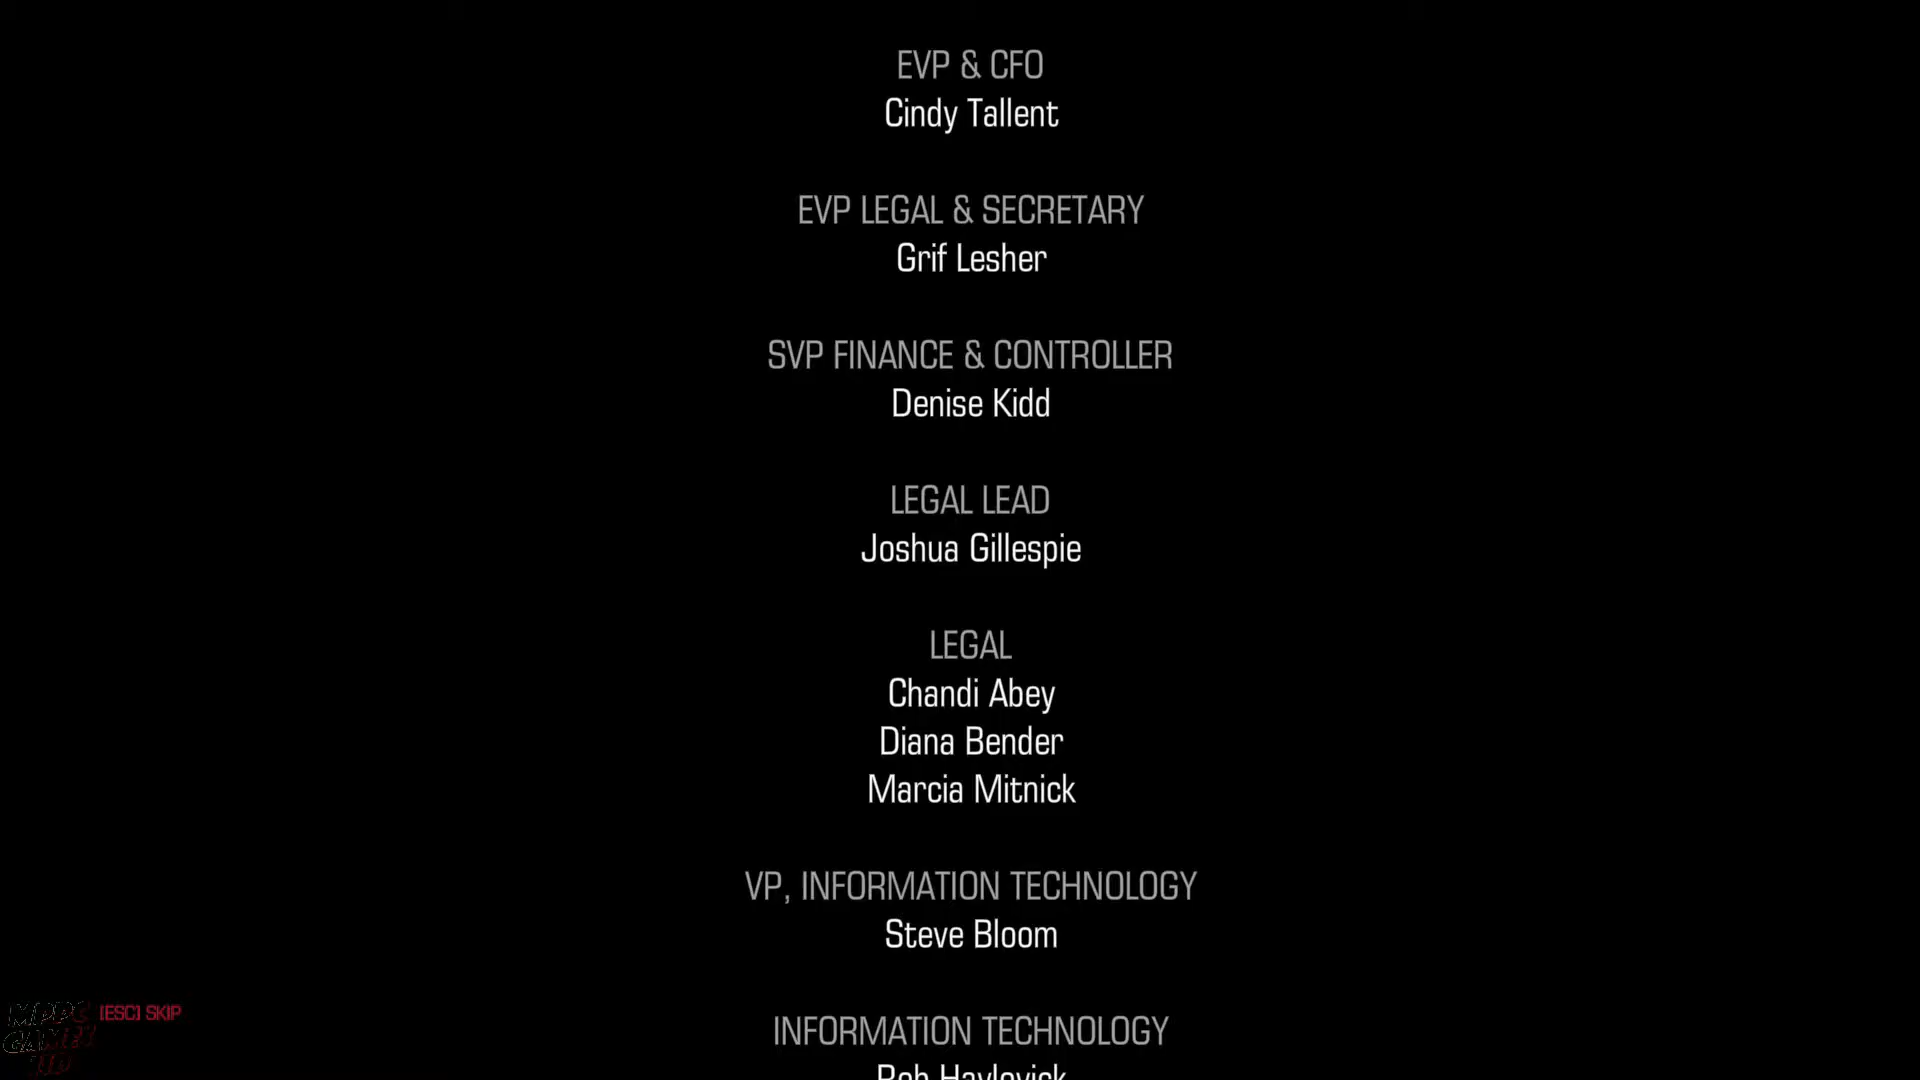 EVP & CFO
Cindy Tallent
EVP LEGAL & SECRETARY
Grif Lesher
SVP FINANCE & CONTROLLER
Denise Kidd
LEGAL LEAD
Joshua Gillespie
LEGAL
Chandi Abey
Diana Bender
Marcia Mitnick
VP, INFORMATION TECHNOLOGY
Steve Bloom
INFORMATION TECHNOLOGY
[ESC] SKIP